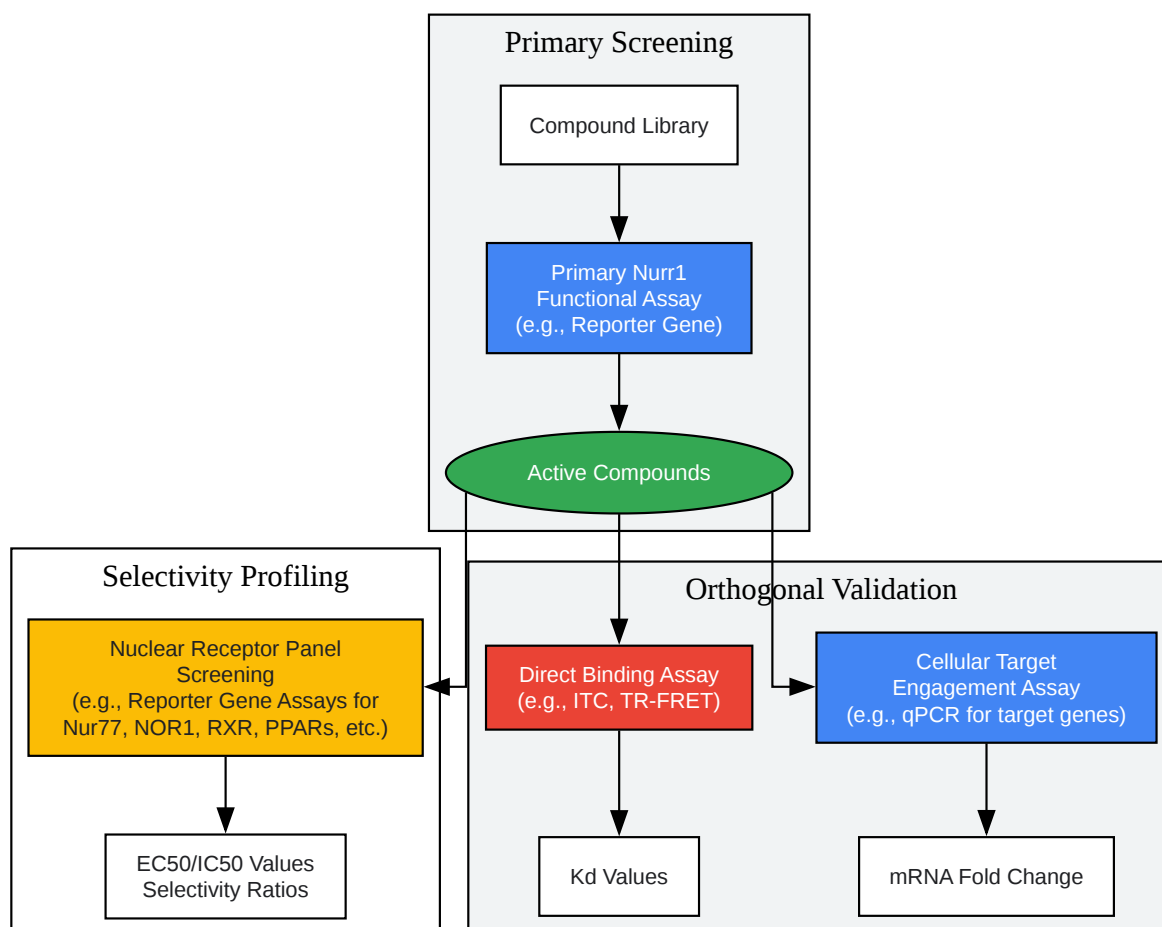 Primary Screening
Compound Library
Primary Nurr1
Functional Assay
(e.g., Reporter Gene)
Active Compounds
Selectivity Profiling
Nuclear Receptor Panel
Screening
(e.g., Reporter Gene Assays for
Nur77, NOR1, RXR, PPARs, etc.)
EC50/IC50 Values
Selectivity Ratios
Orthogonal Validation
Direct Binding Assay
(e.g., ITC, TR-FRET)
Kd Values
Cellular Target
Engagement Assay
(e.g., qPCR for target genes)
mRNA Fold Change